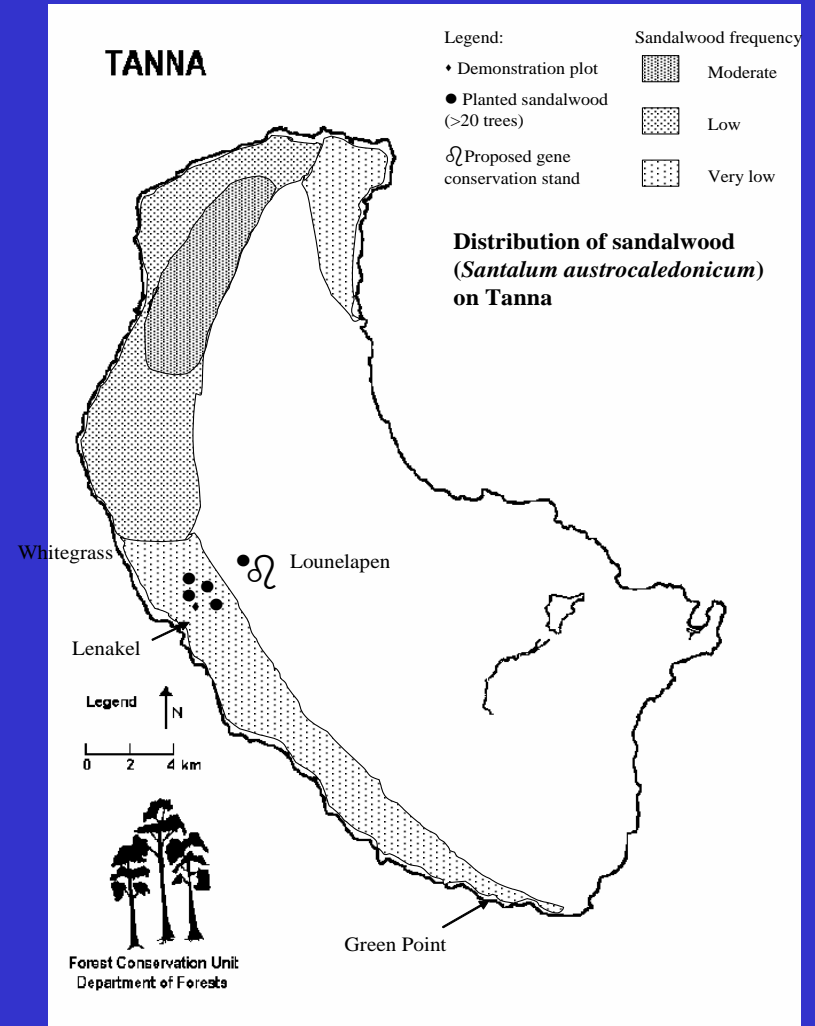 TANNA
Legend:
Demonstration plot
Planted sandalwood
(>20 trees)
Proposed gene
conservation stand
Sandalwood frequency
Moderate
Low
Very low
Distribution of sandalwood
(Santalum austrocaledonicum)
on Tanna
Whitegrass
Lounelapen
Lenakel
Legend
N
0 2 4 km
Green Point
Forest Conservation Unit
Department of Forests